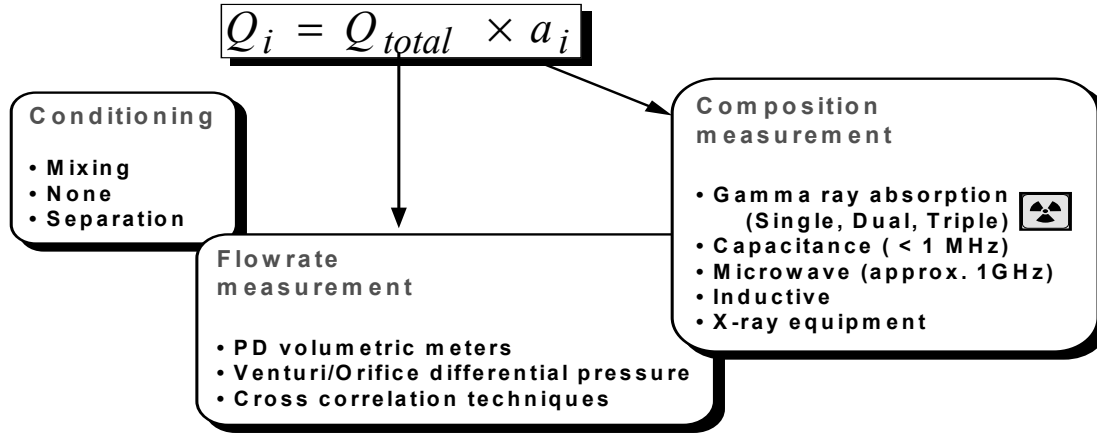 Q_i = Q_total × a_i
Conditioning
• Mixing
• None
• Separation
Flowrate
measurement
• PD volumetric meters
• Venturi/Orifice differential pressure
• Cross correlation techniques
Composition
measurement
• Gamma ray absorption
(Single, Dual, Triple)
• Capacitance ( < 1 MHz)
• Microwave (approx. 1GHz)
• Inductive
• X-ray equipment